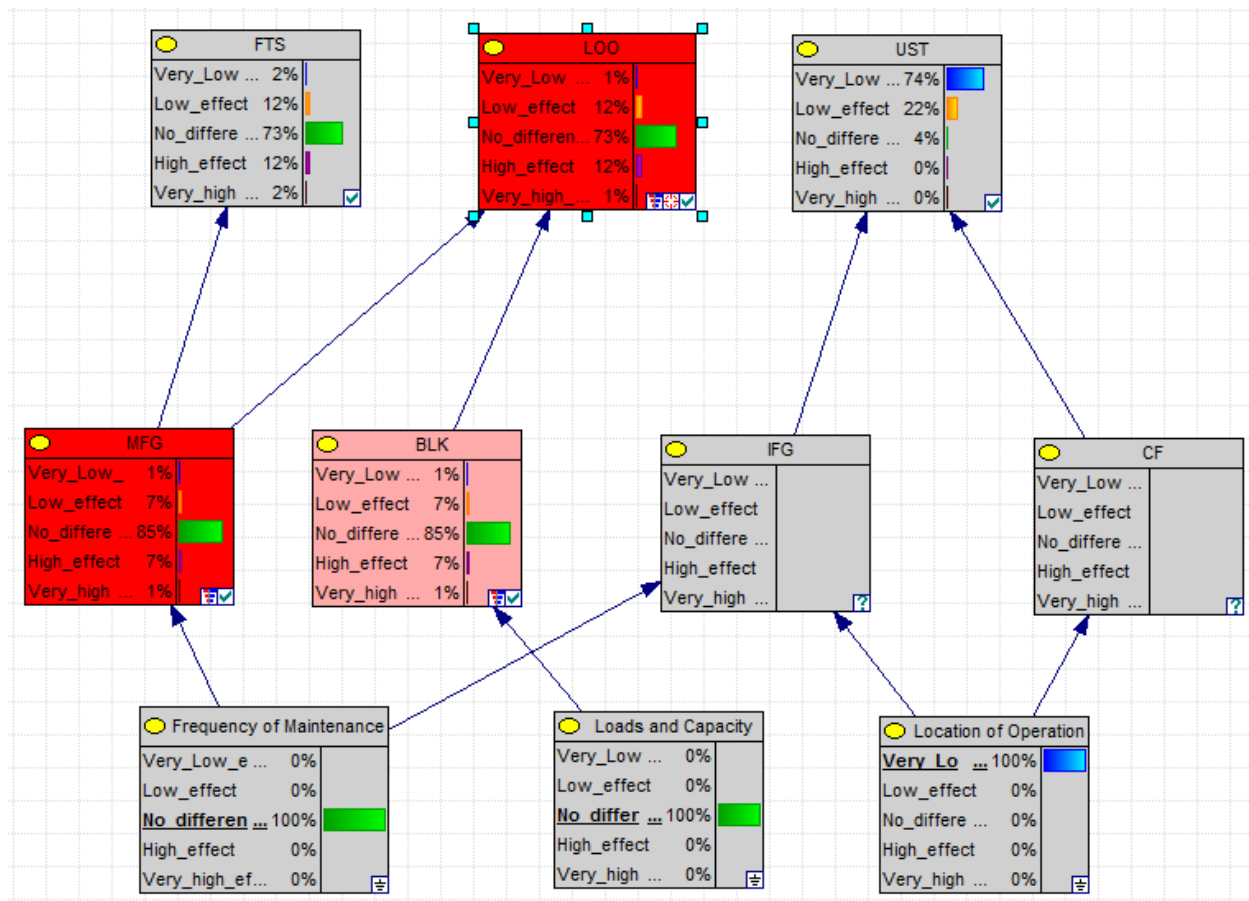 FTS
Very_Low ... 2%
Low_effect 12%
No_differe ... 73%
High_effect 12%
Very_high ... 2%
LOO
Very_Low ... 1%
Low_effect 12%
No_differen... 73%
High_effect 12%
Very_high_... 1%
UST
Very_Low ... 74%
Low_effect 22%
No_differe ... 4%
High_effect 0%
Very_high ... 0%
MFG
Very_Low_ 1%
Low_effect 7%
No_differe ... 85%
High_effect 7%
Very_high ... 1%
BLK
Very_Low ... 1%
Low_effect 7%
No_differe ... 85%
High_effect 7%
Very_high ... 1%
IFG
Very_Low ...
Low_effect
No_differe ...
High_effect
Very_high ...
?
CF
Very_Low ...
Low_effect
No_differe ...
High_effect
Very_high ...
?
Frequency of Maintenance
Very_Low_e ... 0%
Low_effect 0%
No_differen ... 100%
High_effect 0%
Very_high_ef... 0%
Loads and Capacity
Very_Low ... 0%
Low_effect 0%
No_differ ... 100%
High_effect 0%
Very_high ... 0%
Location of Operation
Very_Lo ... 100%
Low_effect 0%
No_differe ... 0%
High_effect 0%
Very_high ... 0%